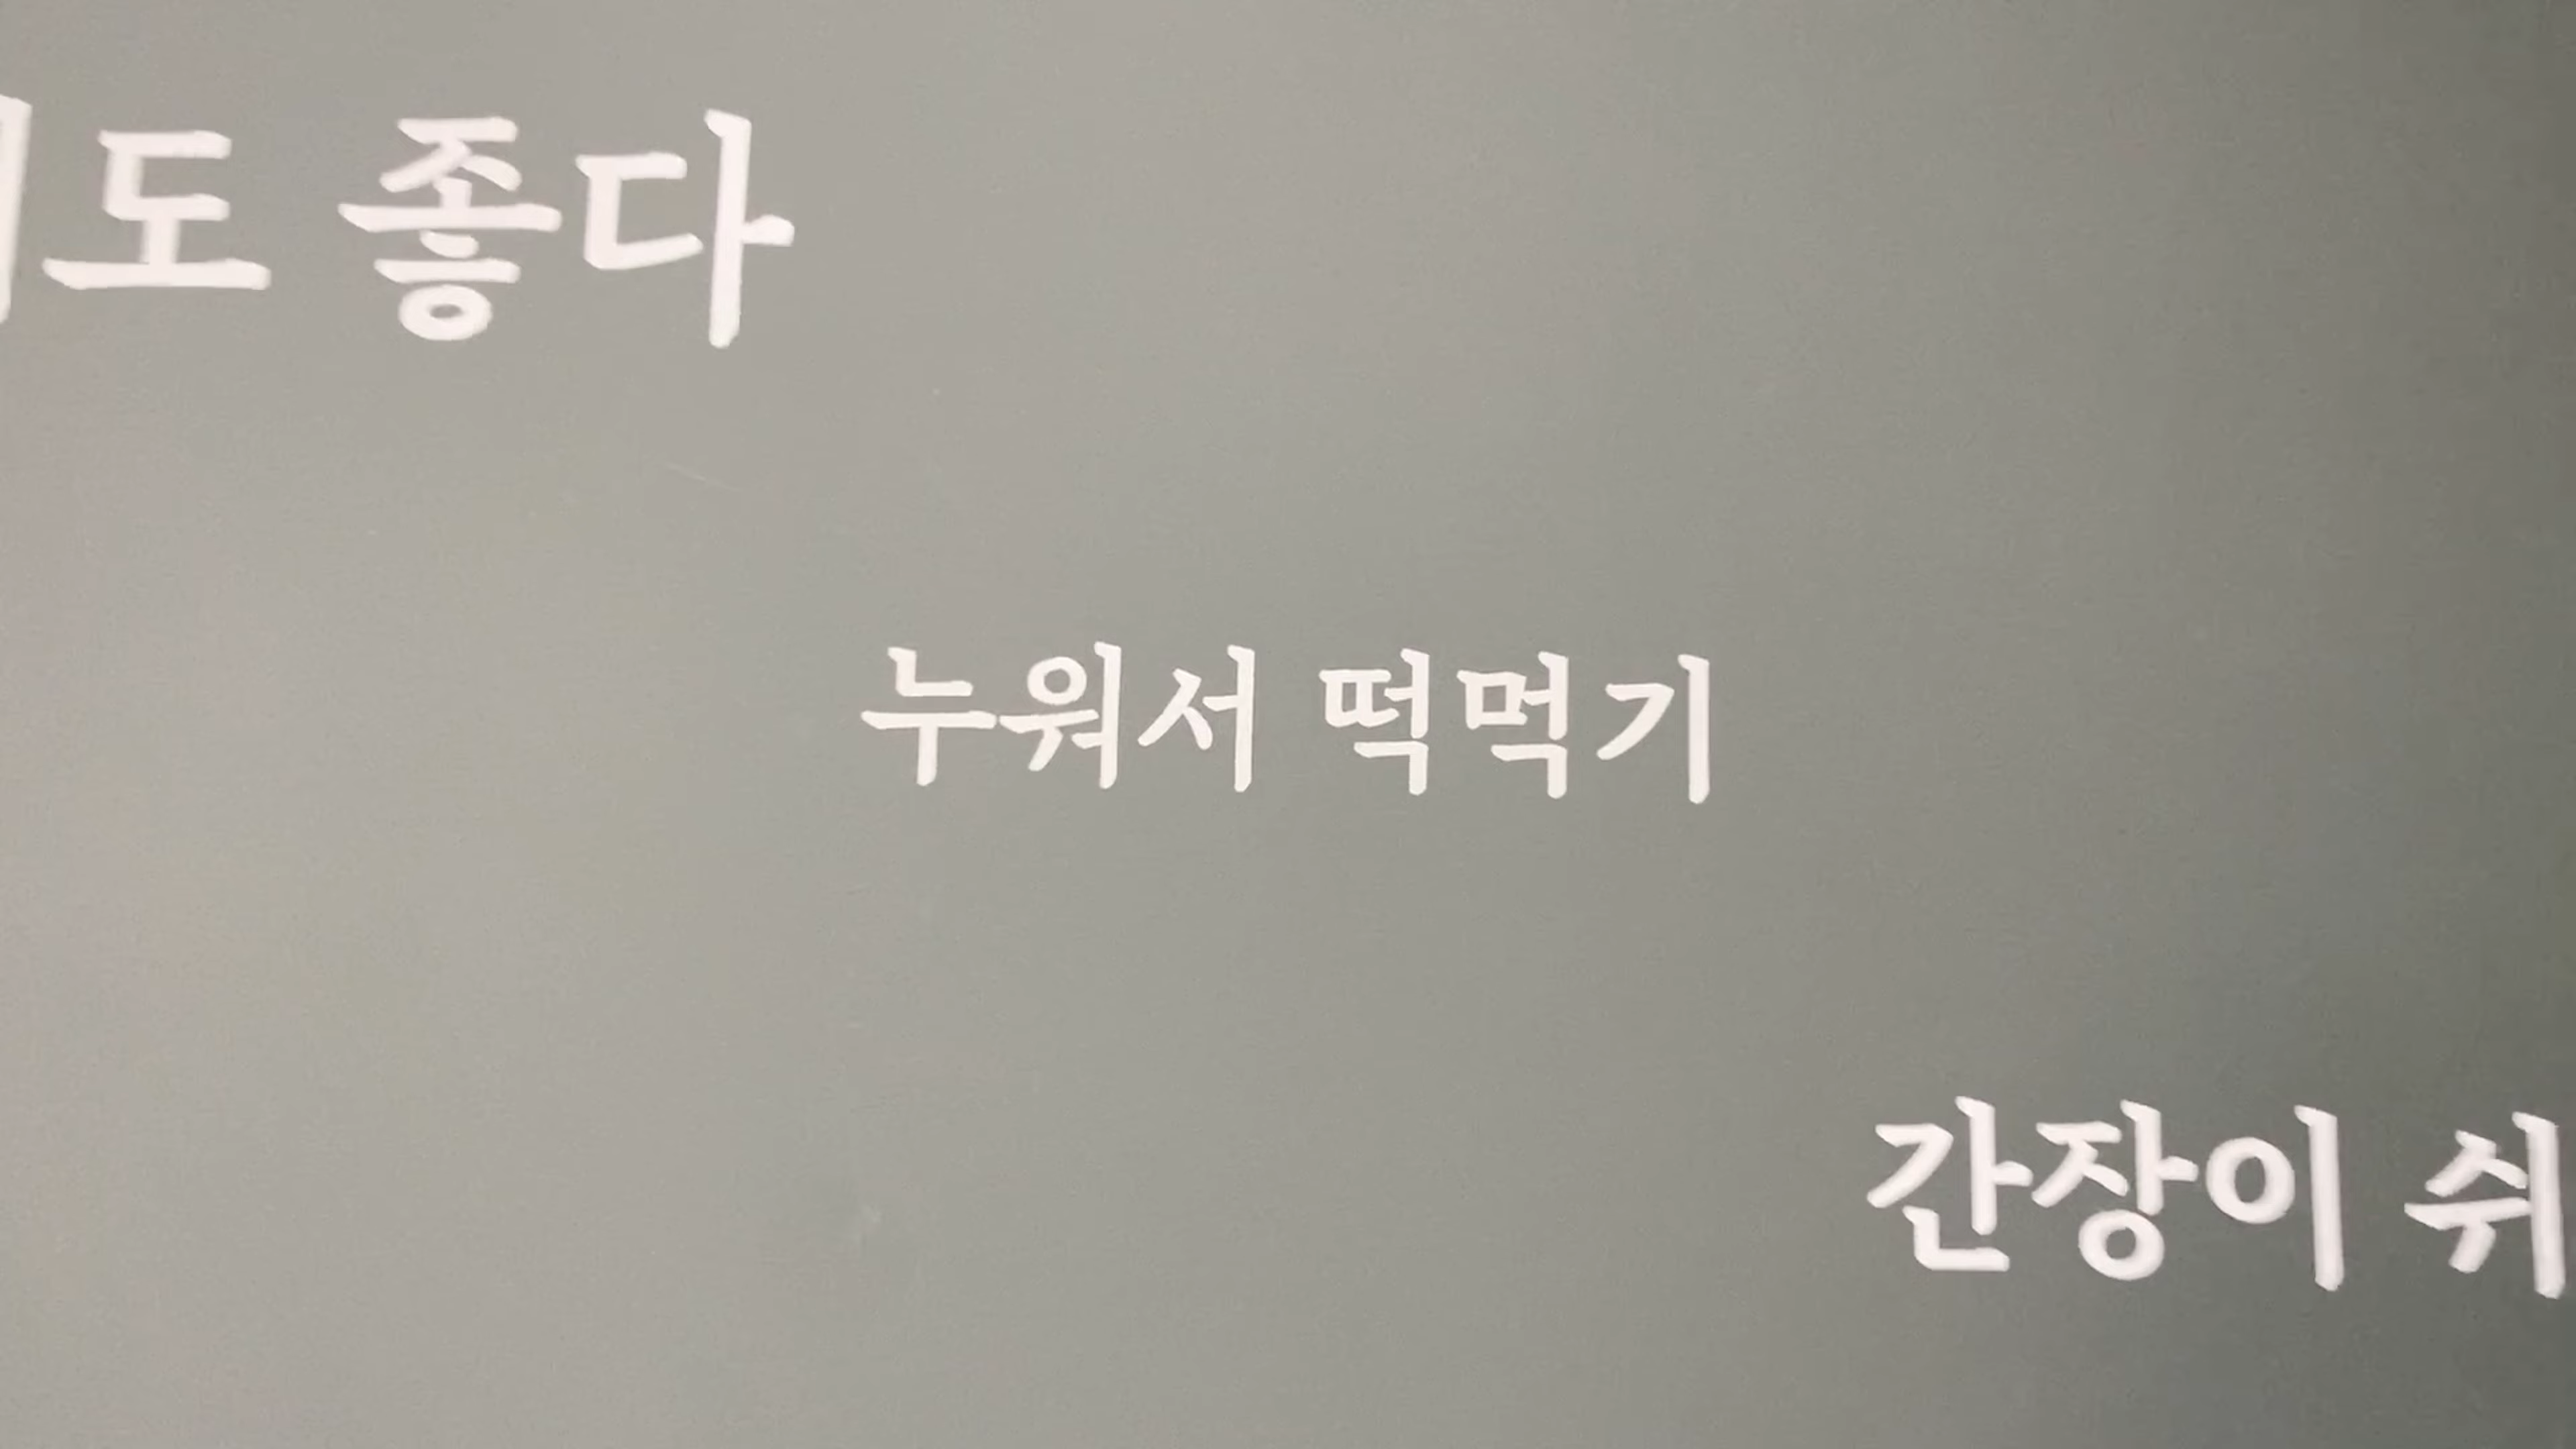 도 좋다
누워서 떡먹기
간장이 쉬